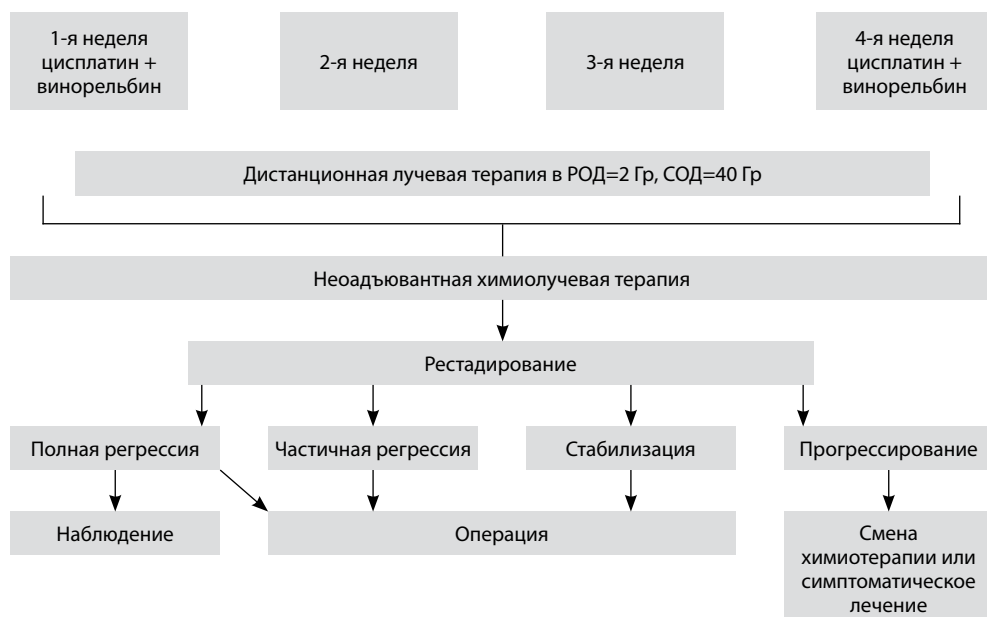 1-я неделя
цисплатин +
винорельбин
2-я неделя
3-я неделя
4-я неделя
цисплатин +
винорельбин
Дистанционная лучевая терапия в РОД=2 Гр, СОД=40 Гр
Неоадъювантная химиолучевая терапия
Рестадирование
Полная регрессия
Частичная регрессия
Стабилизация
Прогрессирование
Наблюдение
Операция
Смена
химиотерапии или
симптоматическое
лечение